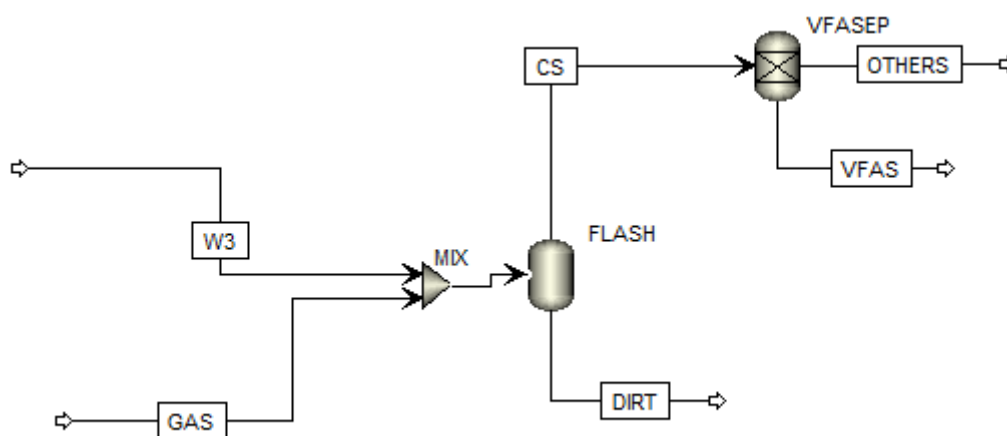 VFASEP
CS
OTHERS
VFAS
W3
FLASH
MIX
DIRT
GAS